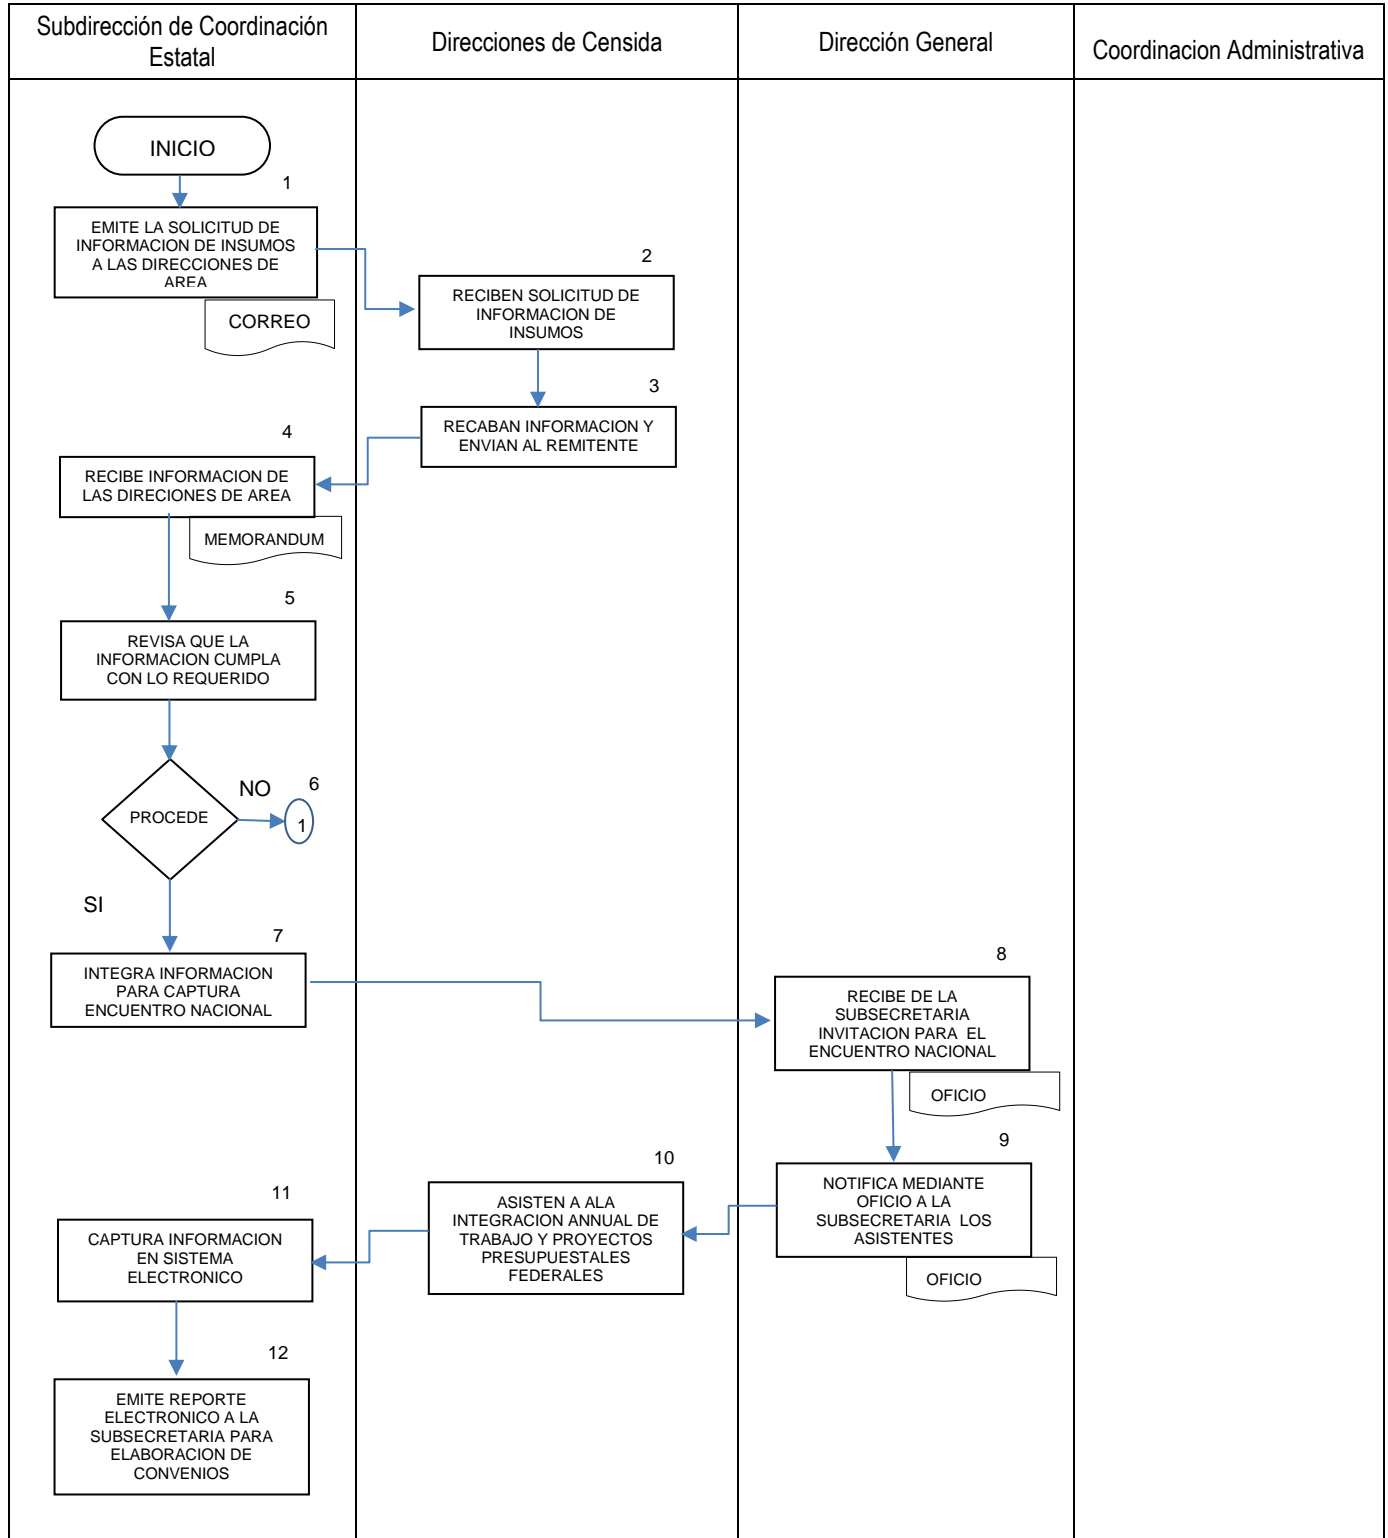 Subdirección de Coordinación
Estatal
Direcciones de Censida
Dirección General
Coordinacion Administrativa
INICIO
1
EMITE LA SOLICITUD DE
INFORMACION DE INSUMOS
A LAS DIRECCIONES DE
AREA
CORREO
2
RECIBEN SOLICITUD DE
INFORMACION DE
INSUMOS
3
RECABAN INFORMACION Y
ENVIAN AL REMITENTE
4
RECIBE INFORMACION DE
LAS DIRECIONES DE AREA
MEMORANDUM
5
REVISA QUE LA
INFORMACION CUMPLA
CON LO REQUERIDO
PROCEDE
NO
6
1
SI
7
INTEGRA INFORMACION
PARA CAPTURA
ENCUENTRO NACIONAL
8
RECIBE DE LA
SUBSECRETARIA
INVITACION PARA EL
ENCUENTRO NACIONAL
OFICIO
9
NOTIFICA MEDIANTE
OFICIO A LA
SUBSECRETARIA LOS
ASISTENTES
OFICIO
10
ASISTEN A ALA
INTEGRACION ANNUAL DE
TRABAJO Y PROYECTOS
PRESUPUESTALES
FEDERALES
11
CAPTURA INFORMACION
EN SISTEMA
ELECTRONICO
12
EMITE REPORTE
ELECTRONICO A LA
SUBSECRETARIA PARA
ELABORACION DE
CONVENIOS